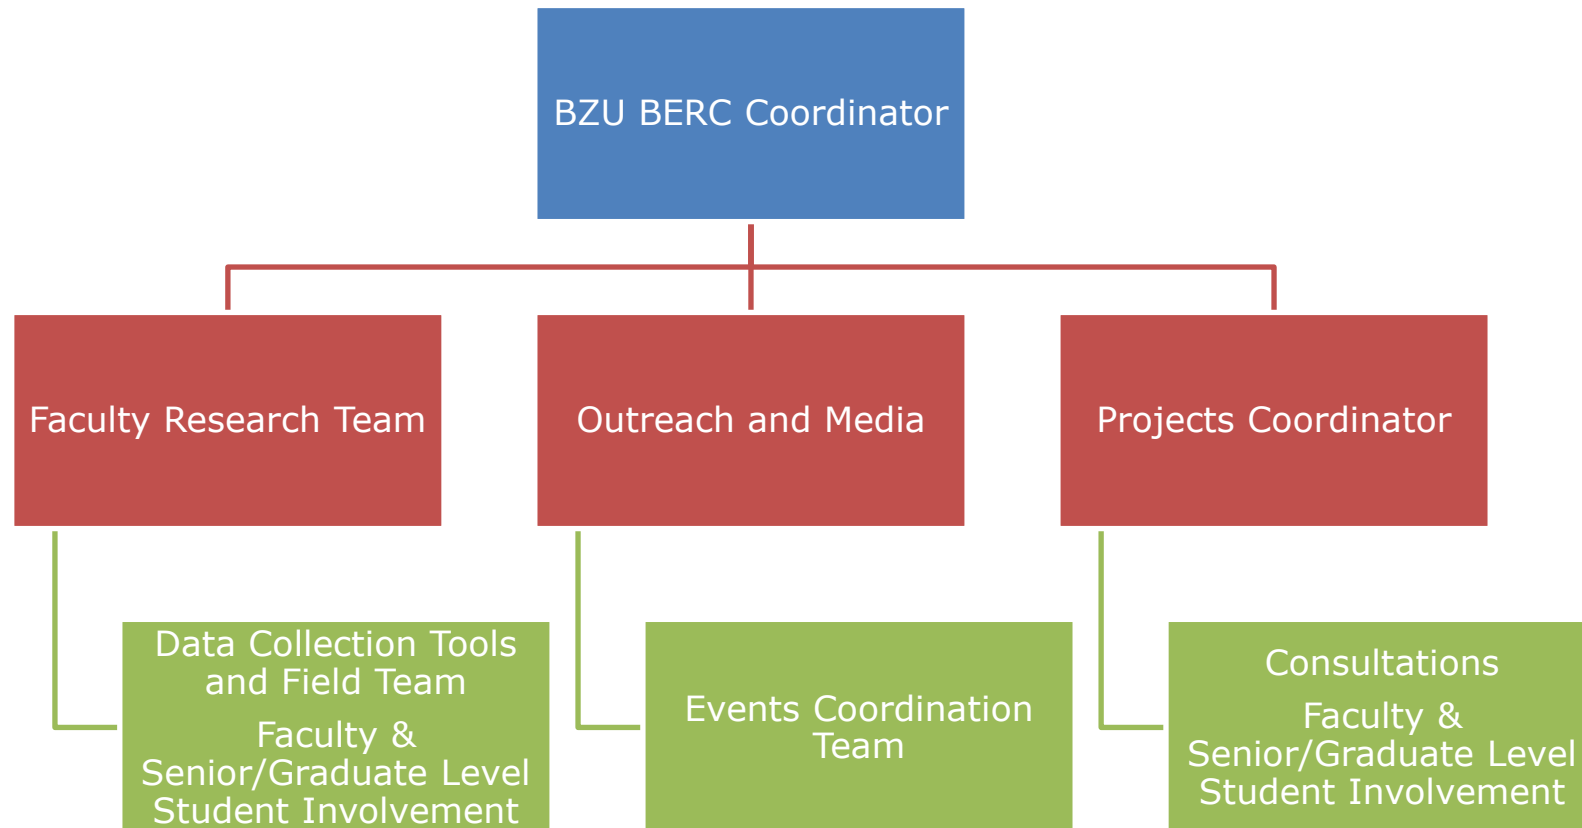 BZU BERC Coordinator
Faculty Research Team
Outreach and Media
Projects Coordinator
Data Collection Tools
and Field Team
Faculty &
Senior/Graduate Level
Student Involvement
Events Coordination
Team
Consultations
Faculty &
Senior/Graduate Level
Student Involvement